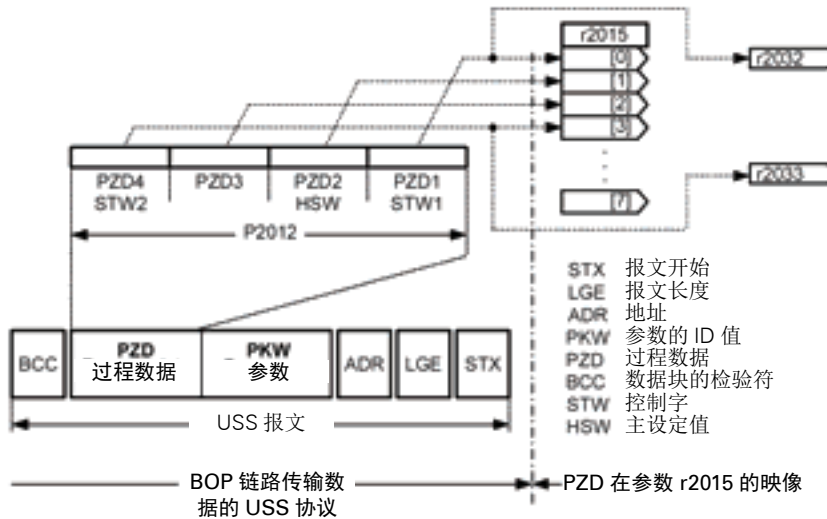 r2015
[0]
r2032
[1]
[2]
[3]
PZD4 PZD3 PZD2 PZD1
STW2 HSW STW1
r2033
[7]
P2012
STX 报文开始
LGE 报文长度
ADR 地址
PKW 参数的 ID 值
PZD 过程数据
BCC 数据块的检验符
STW 控制字
HSW 主设定值
BCC PZD PKW ADR LGE STX
过程数据 参数
USS 报文
BOP 链路传输数
据的 USS 协议
PZD 在参数 r2015 的映像